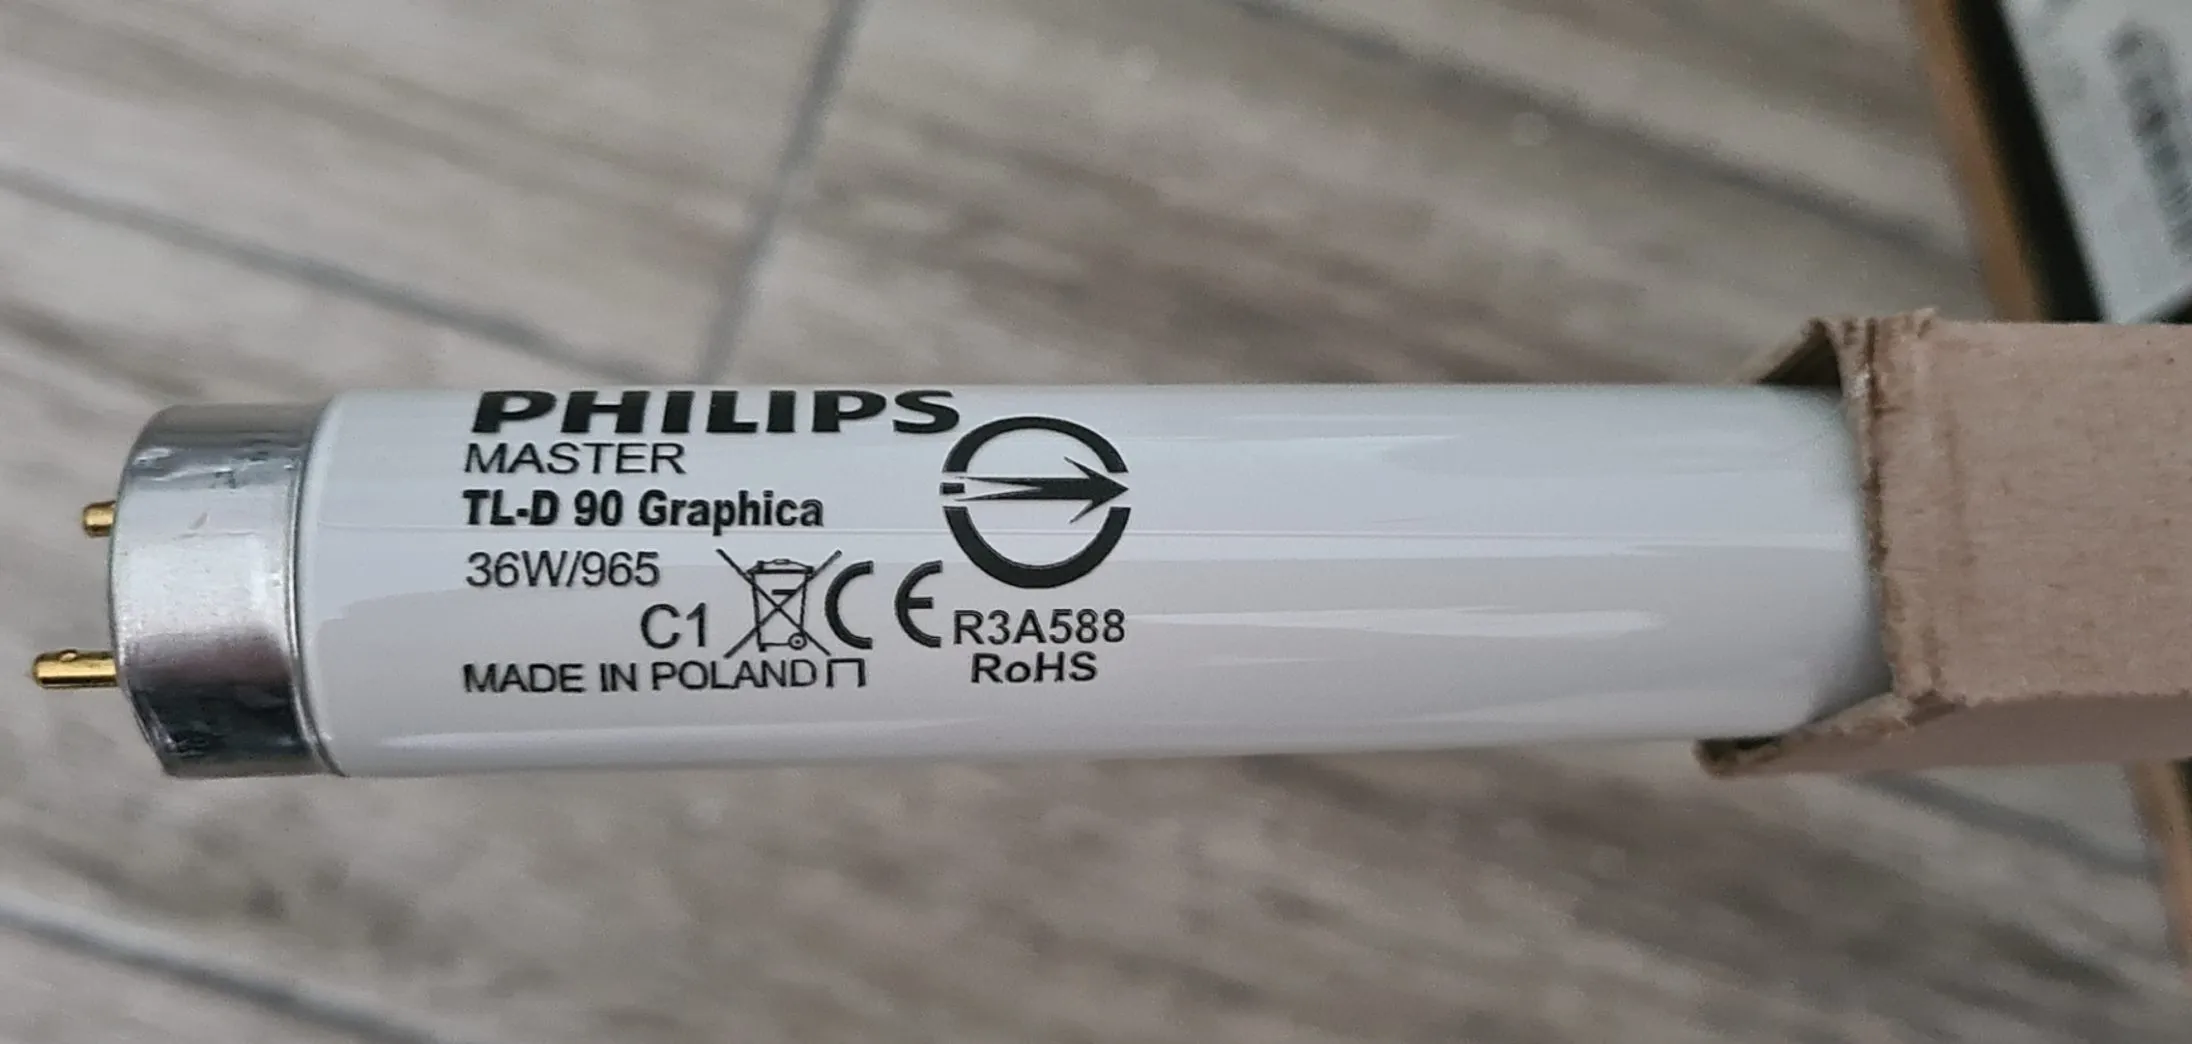 PHILIPS
MASTER
TL-D 90 Graphica
36W/965
C1 CE R3A588
MADE IN POLAND RoHS